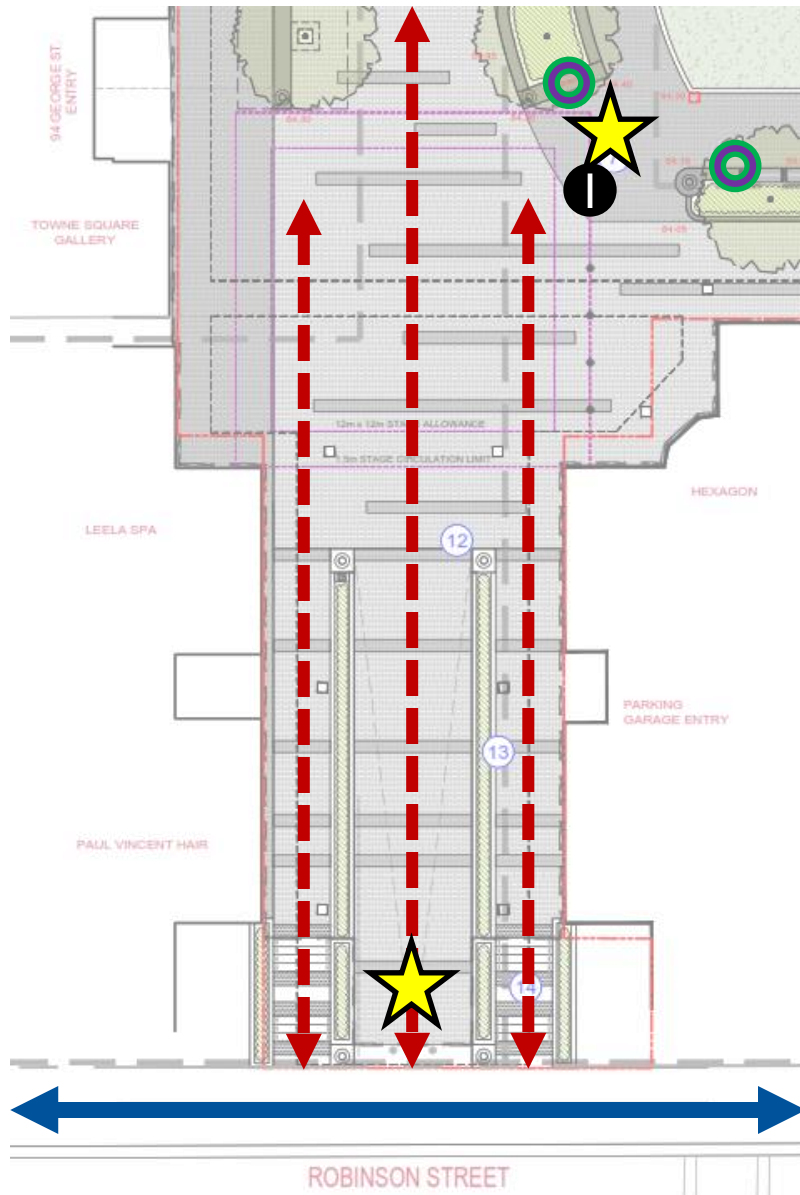 94 GEORGE ST.
ENTRY
TOWNE SQUARE
GALLERY
I
12m x 12m STAGE ALLOWANCE
1.5m STAGE CIRCULATION LIMIT
HEXAGON
LEELA SPA
12
PARKING
GARAGE ENTRY
13
PAUL VINCENT HAIR
14
ROBINSON STREET